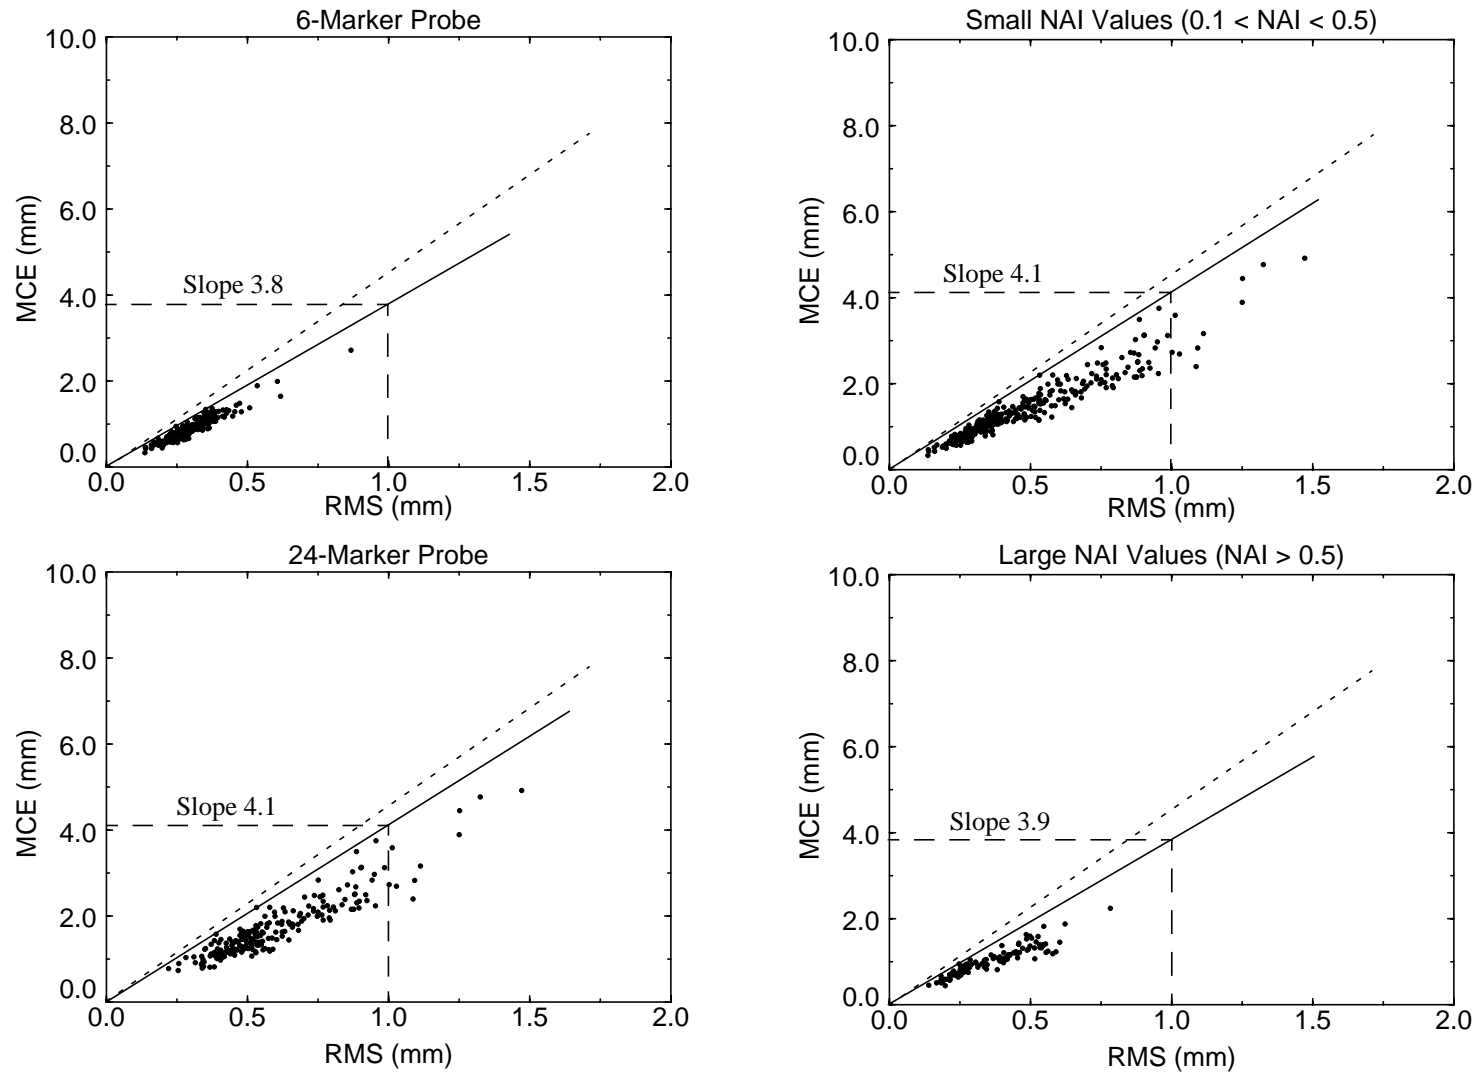 6-Marker Probe
10.0
8.0
6.0
4.0
2.0
0.0
MCE (mm)
Slope 3.8
0.0 0.5 1.0 1.5 2.0
RMS (mm)
Small NAI Values (0.1 < NAI < 0.5)
10.0
8.0
6.0
4.0
2.0
0.0
MCE (mm)
Slope 4.1
0.0 0.5 1.0 1.5 2.0
RMS (mm)
24-Marker Probe
10.0
8.0
6.0
4.0
2.0
0.0
MCE (mm)
Slope 4.1
0.0 0.5 1.0 1.5 2.0
RMS (mm)
Large NAI Values (NAI > 0.5)
10.0
8.0
6.0
4.0
2.0
0.0
MCE (mm)
Slope 3.9
0.0 0.5 1.0 1.5 2.0
RMS (mm)